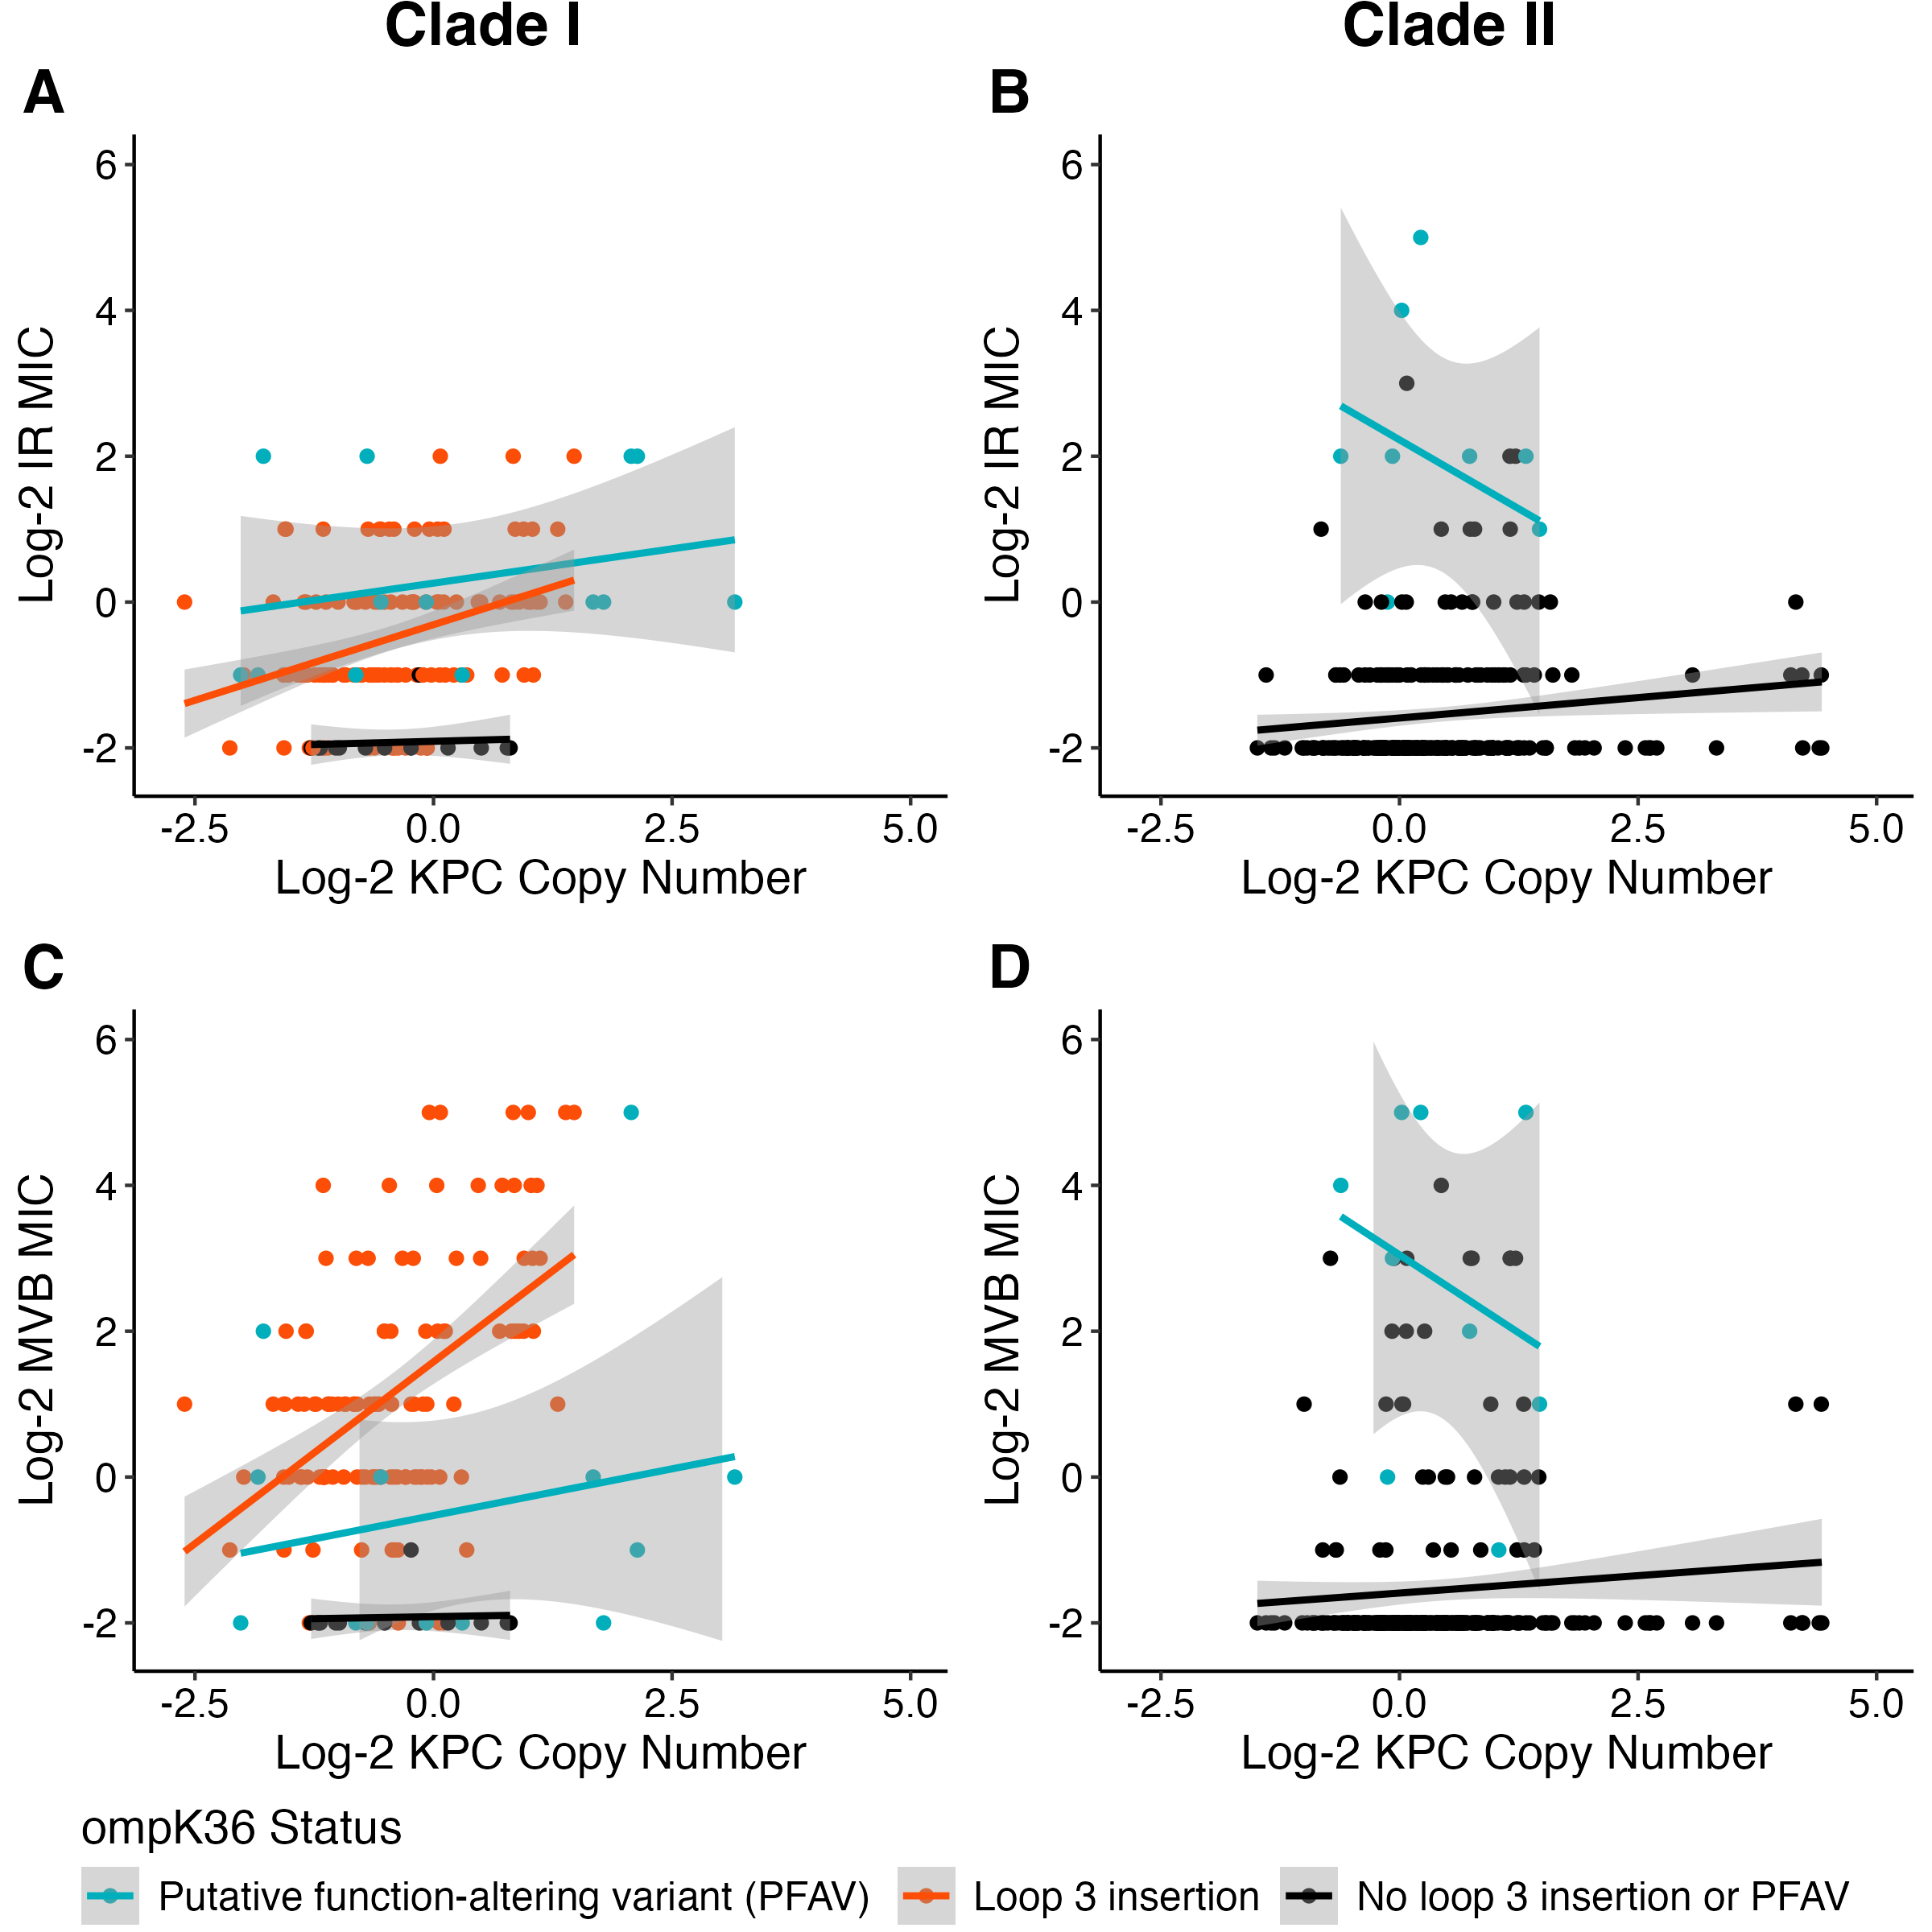 Clade I
Clade II
A
B
6
4
2
0
-2
Log-2 IR MIC
-2.5 0.0 2.5 5.0
Log-2 KPC Copy Number
6
4
2
0
-2
Log-2 IR MIC
-2.5 0.0 2.5 5.0
Log-2 KPC Copy Number
C
D
6
4
2
0
-2
Log-2 MVB MIC
-2.5 0.0 2.5 5.0
Log-2 KPC Copy Number
6
4
2
0
-2
Log-2 MVB MIC
-2.5 0.0 2.5 5.0
Log-2 KPC Copy Number
ompK36 Status
Putative function-altering variant (PFAV) Loop 3 insertion No loop 3 insertion or PFAV